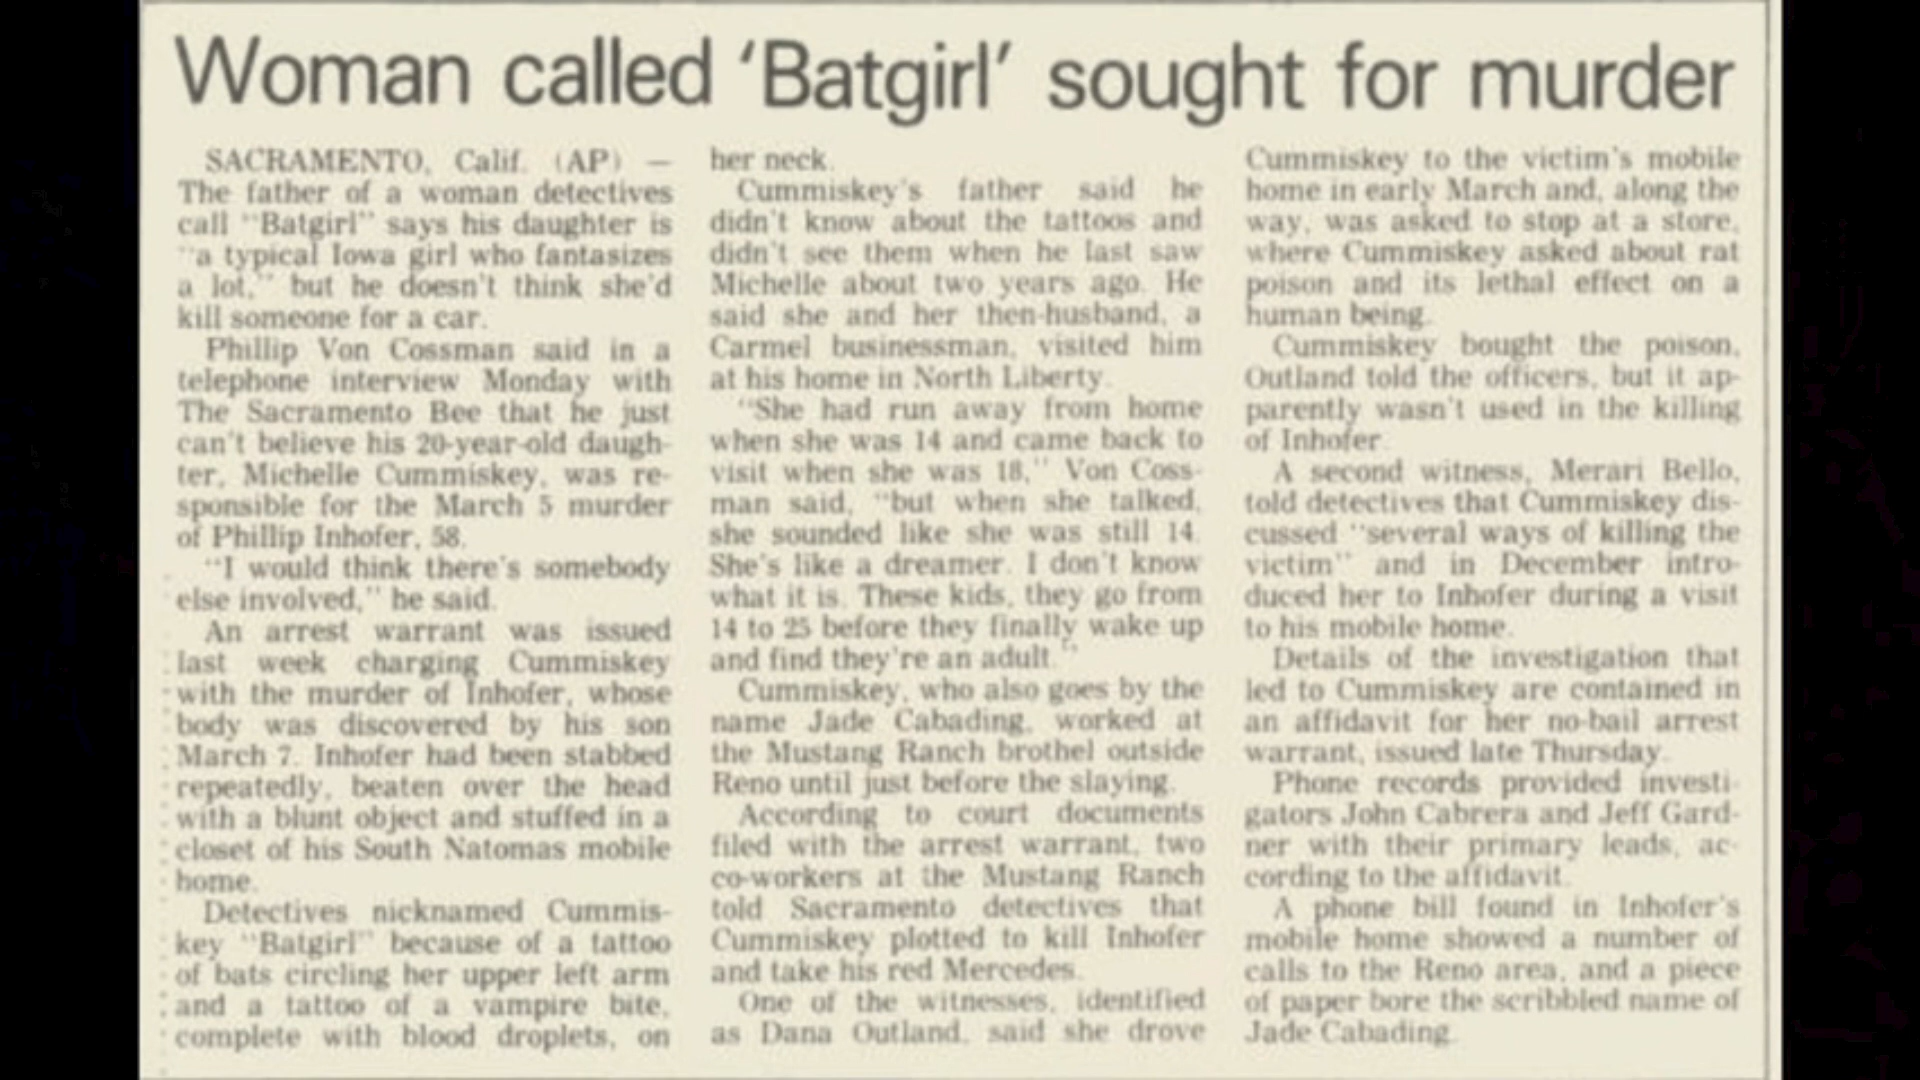 Woman called 'Batgirl' sought for murder
SACRAMENTO, Calif. (AP) —
The father of a woman detectives
call "Batgirl" says his daughter is
"a typical Iowa girl who fantasizes
a lot," but he doesn't think she'd
kill someone for a car.
Phillip Von Cossman said in a
telephone interview Monday with
The Sacramento Bee that he just
can't believe his 20-year-old daugh-
ter, Michelle Cummiskey, was re-
sponsible for the March 5 murder
of Phillip Inhofer, 58.
"I would think there's somebody
else involved," he said.
An arrest warrant was issued
last week charging Cummiskey
with the murder of Inhofer, whose
body was discovered by his son
March 7. Inhofer had been stabbed
repeatedly, beaten over the head
with a blunt object and stuffed in a
closet of his South Natomas mobile
home.
Detectives nicknamed Cummis-
key "Batgirl" because of a tattoo
of bats circling her upper left arm
and a tattoo of a vampire bite,
complete with blood droplets, on
her neck.
Cummiskey's father said he
didn't know about the tattoos and
didn't see them when he last saw
Michelle about two years ago. He
said she and her then-husband, a
Carmel businessman, visited him
at his home in North Liberty.
"She had run away from home
when she was 14 and came back to
visit when she was 18," Von Coss-
man said, "but when she talked,
she sounded like she was still 14.
She's like a dreamer. I don't know
what it is. These kids, they go from
14 to 25 before they finally wake up
and find they're an adult."
Cummiskey, who also goes by the
name Jade Cabading, worked at
the Mustang Ranch brothel outside
Reno until just before the slaying.
According to court documents
filed with the arrest warrant, two
co-workers at the Mustang Ranch
told Sacramento detectives that
Cummiskey plotted to kill Inhofer
and take his red Mercedes.
One of the witnesses, identified
as Dana Outland, said she drove
Cummiskey to the victim's mobile
home in early March and, along the
way, was asked to stop at a store,
where Cummiskey asked about rat
poison and its lethal effect on a
human being.
Cummiskey bought the poison,
Outland told the officers, but it ap-
parently wasn't used in the killing
of Inhofer.
A second witness, Merari Bello,
told detectives that Cummiskey dis-
cussed "several ways of killing the
victim" and in December intro-
duced her to Inhofer during a visit
to his mobile home.
Details of the investigation that
led to Cummiskey are contained in
an affidavit for her no-bail arrest
warrant, issued late Thursday.
Phone records provided investi-
gators John Cabrera and Jeff Gard-
ner with their primary leads, ac-
cording to the affidavit.
A phone bill found in Inhofer's
mobile home showed a number of
calls to the Reno area, and a piece
of paper bore the scribbled name of
Jade Cabading.